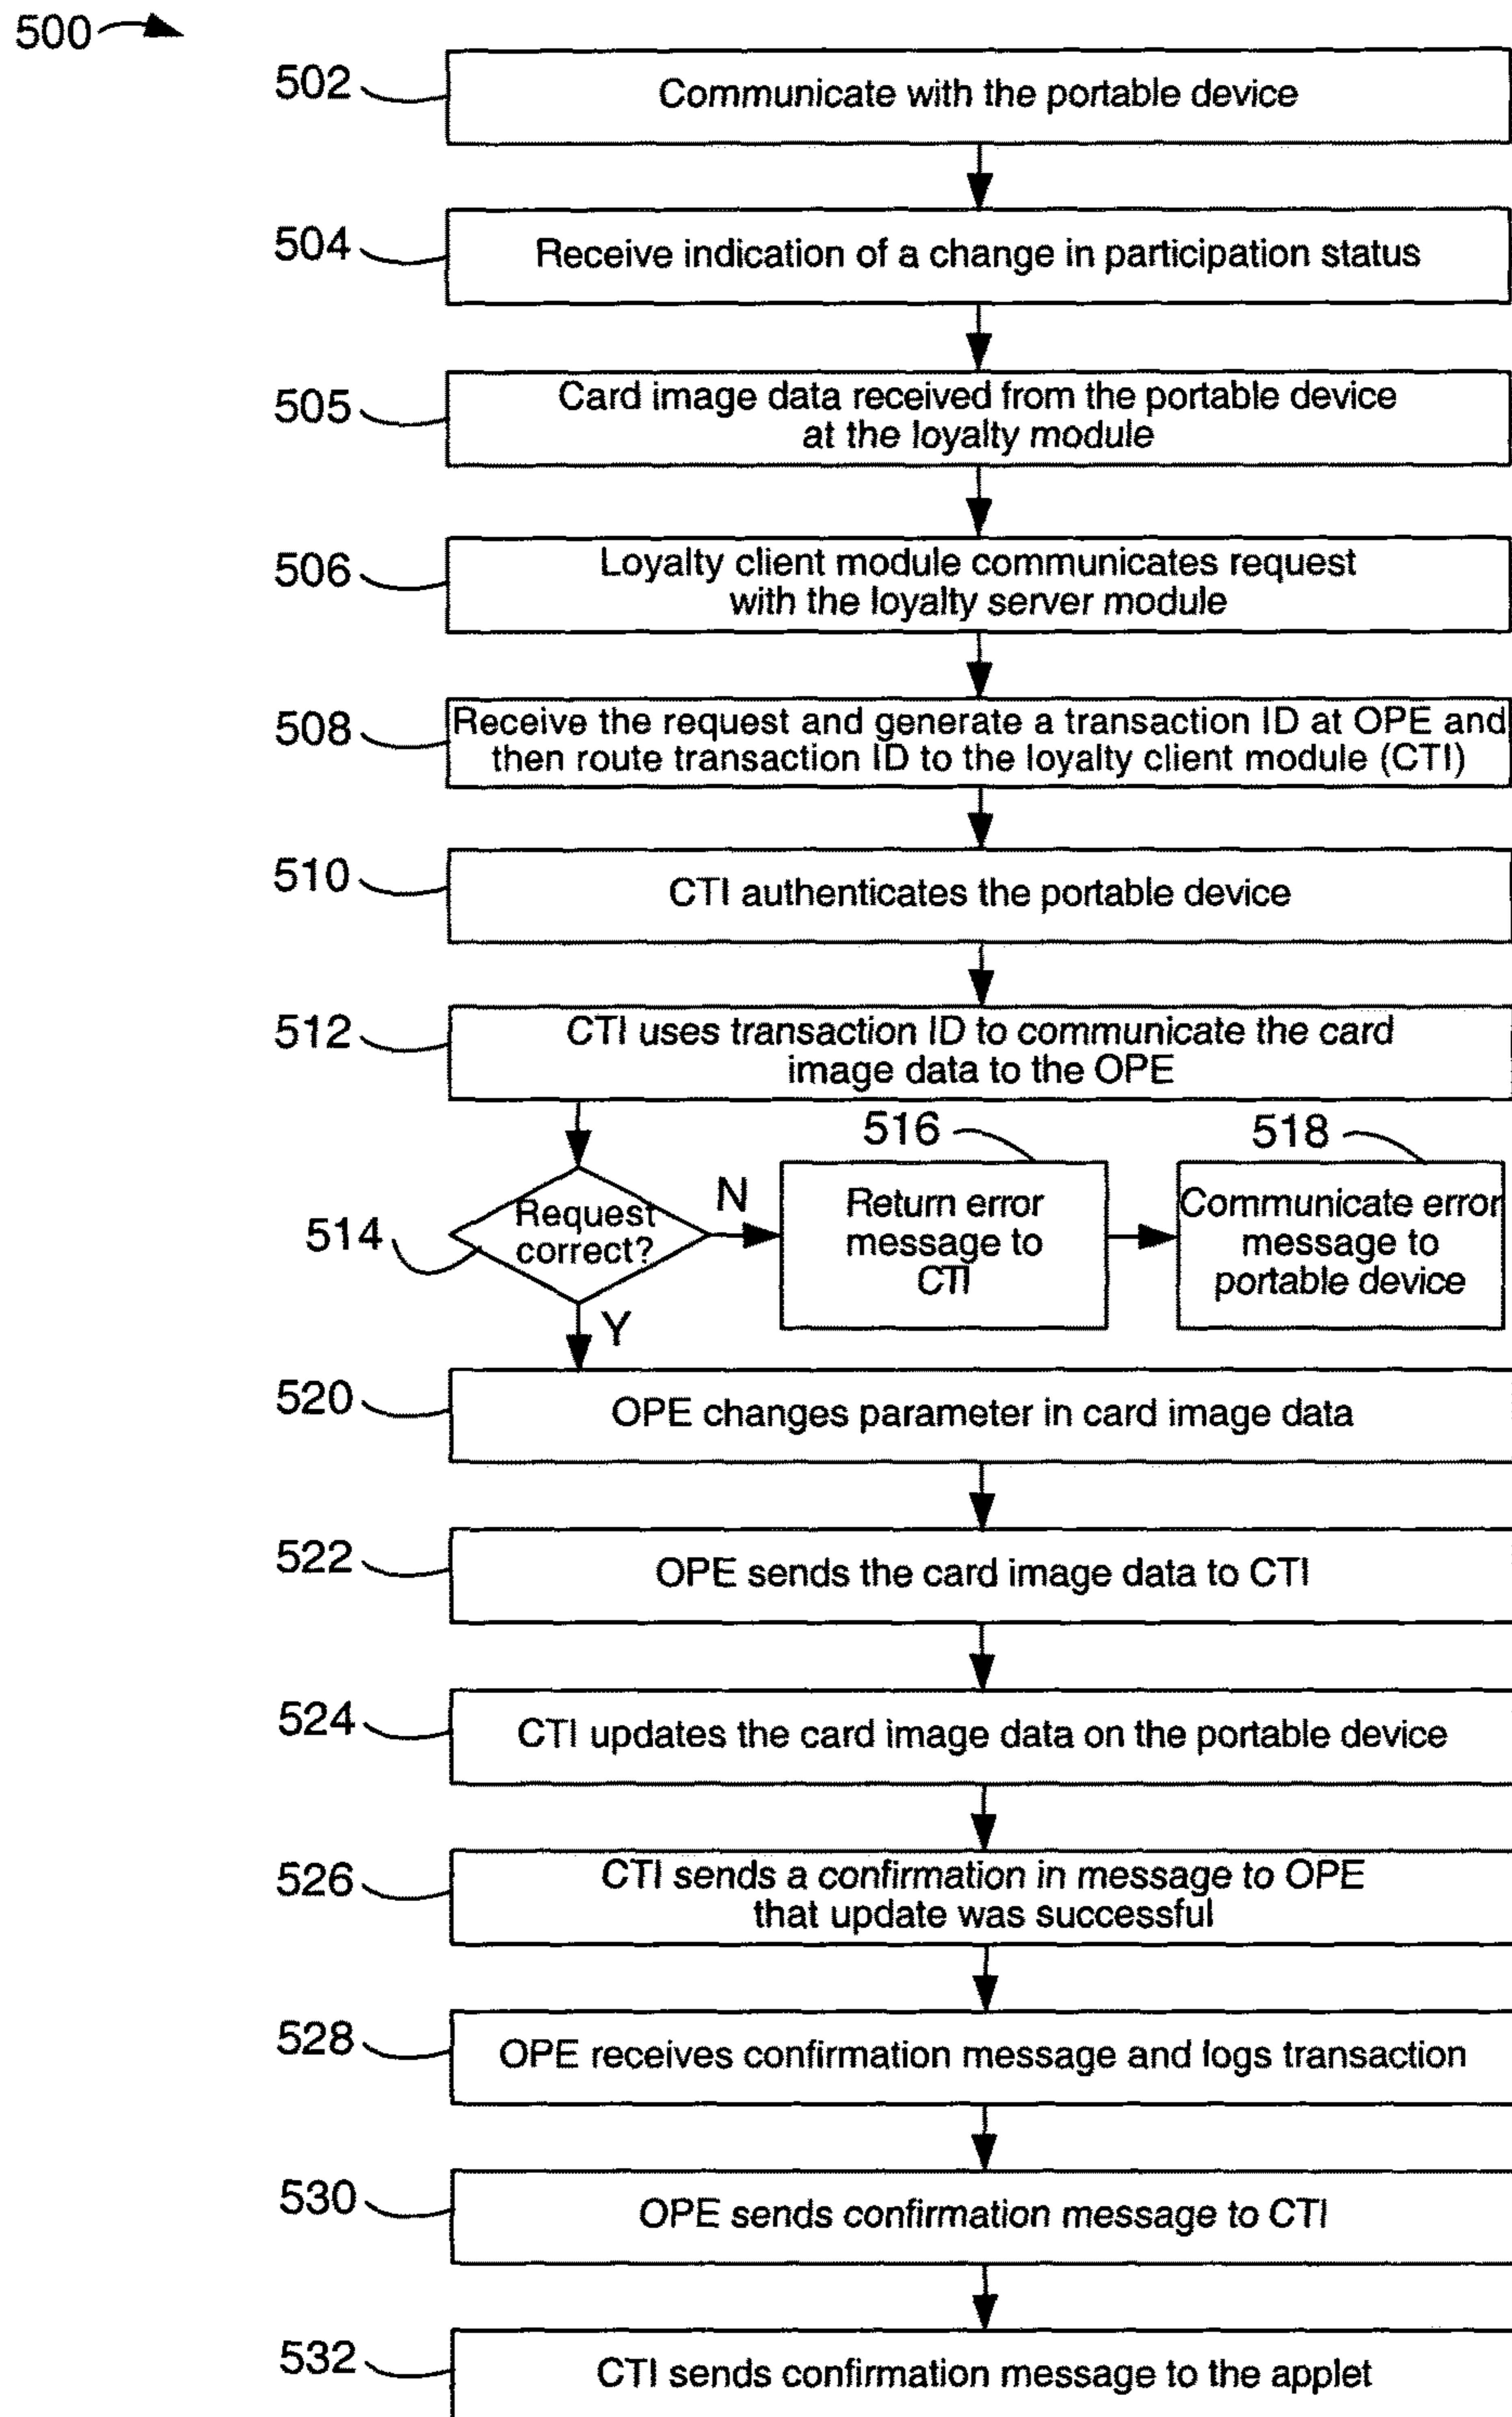 500
502
Communicate with the portable device
504
Receive indication of a change in participation status
505
Card image data received from the portable device
at the loyalty module
506
Loyalty client module communicates request
with the loyalty server module
508
Receive the request and generate a transaction ID at OPE and
then route transaction ID to the loyalty client module (CTI)
510
CTI authenticates the portable device
512
CTI uses transaction ID to communicate the card
image data to the OPE
514
Request
correct?
N
516
Return error
message to
CTI
518
Communicate error
message to
portable device
Y
520
OPE changes parameter in card image data
522
OPE sends the card image data to CTI
524
CTI updates the card image data on the portable device
526
CTI sends a confirmation in message to OPE
that update was successful
528
OPE receives confirmation message and logs transaction
530
OPE sends confirmation message to CTI
532
CTI sends confirmation message to the applet